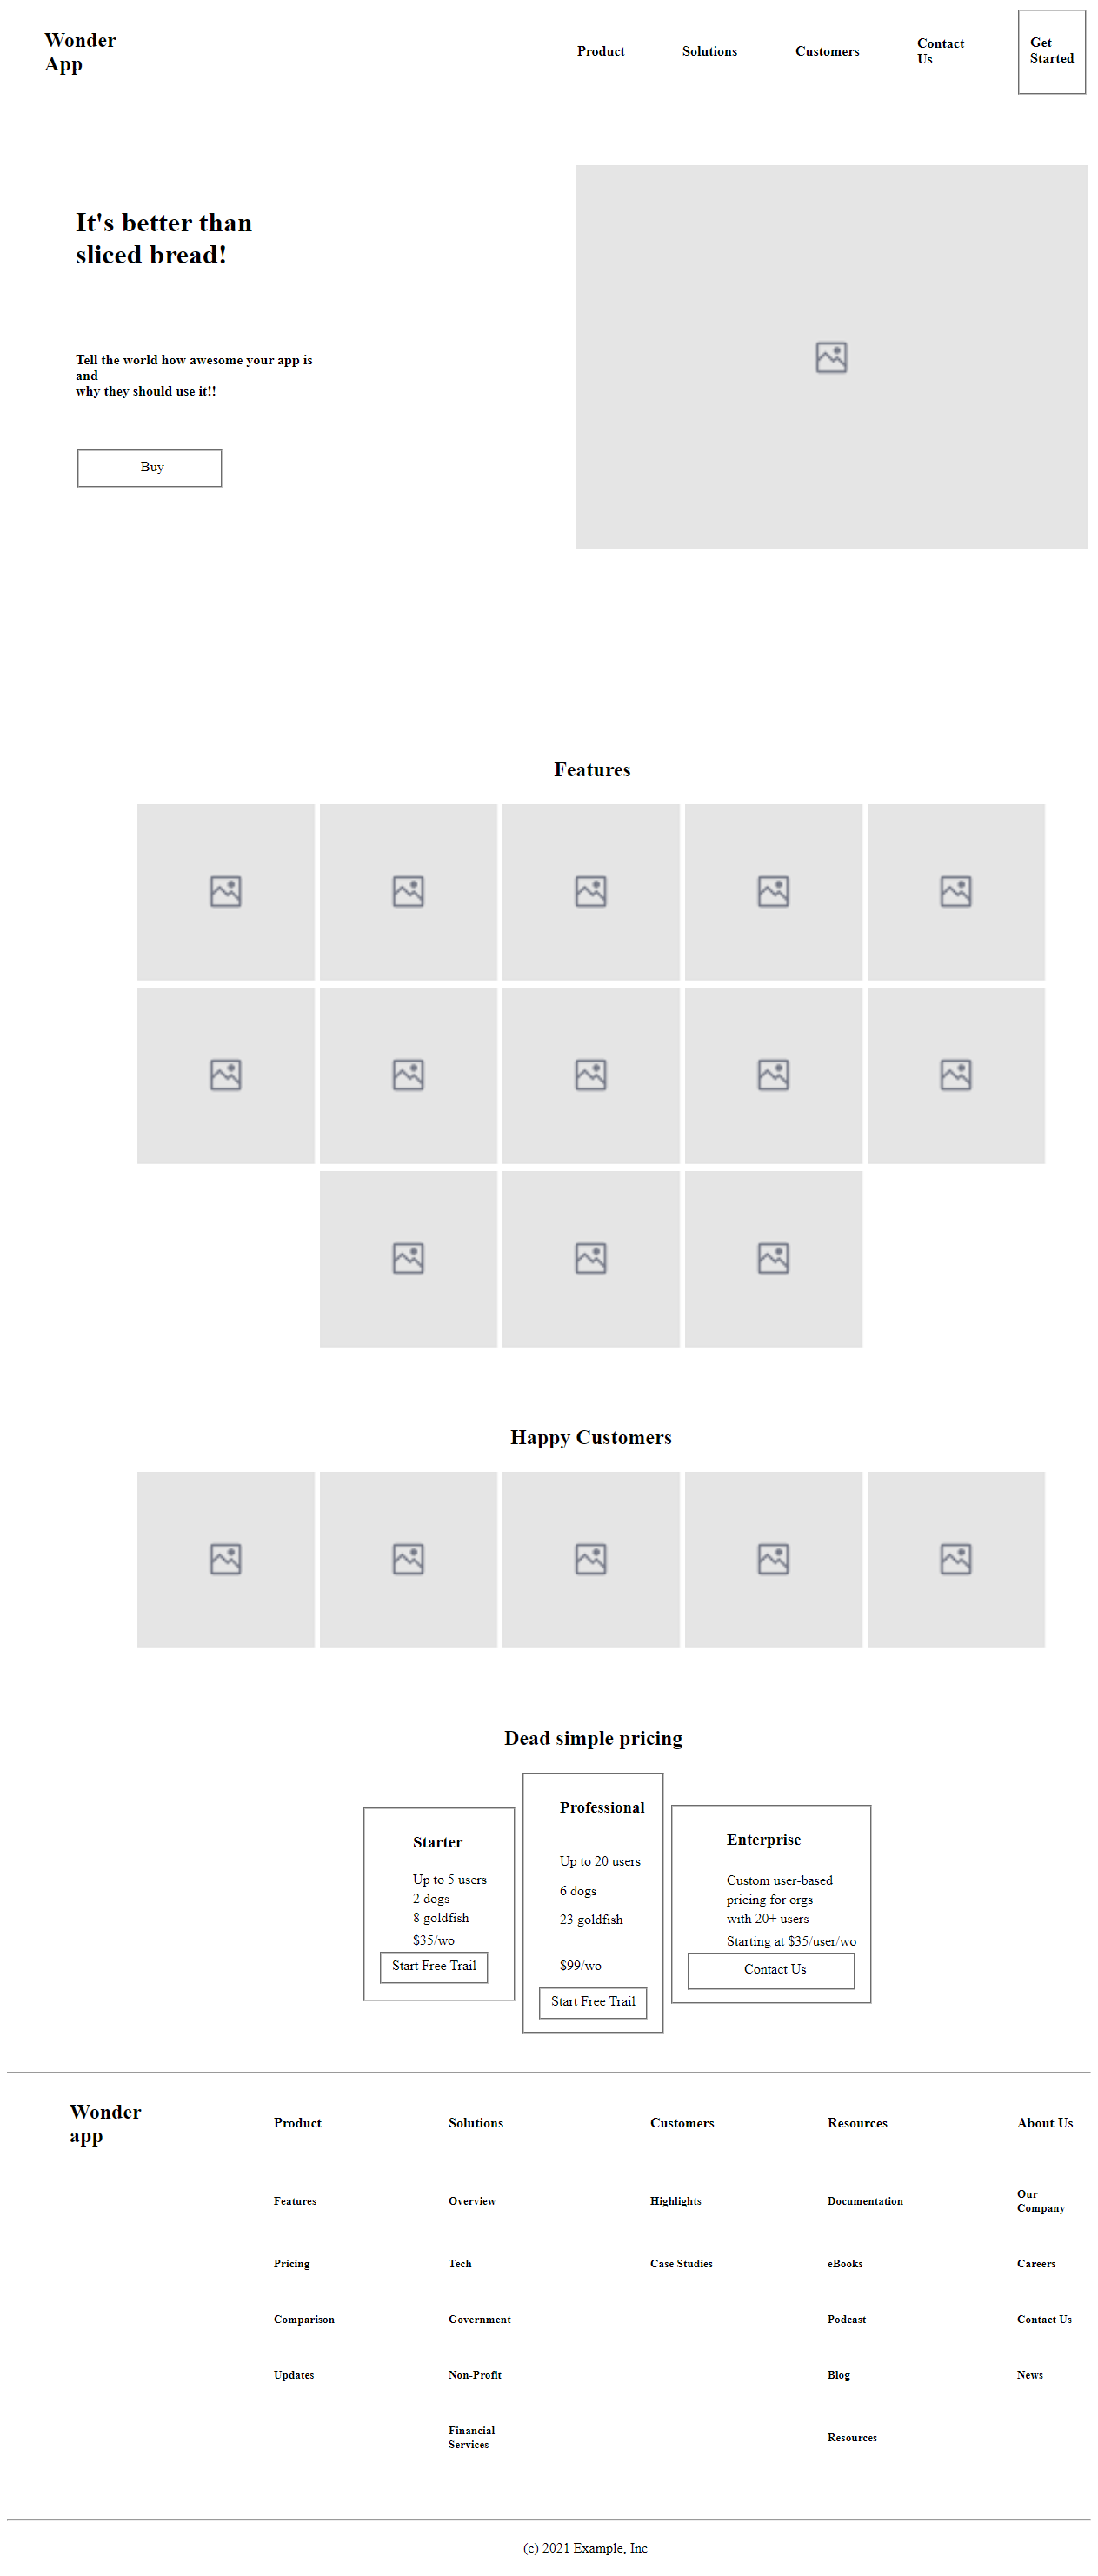 Wonder
App
Product
Solutions
Customers
Contact
Us
Get
Started
It's better than
sliced bread!
Tell the world how awesome your app is
and
why they should use it!!
Buy
Features
Happy Customers
Dead simple pricing
Starter
Up to 5 users
2 dogs
8 goldfish
$35/wo
Start Free Trail
Professional
Up to 20 users
6 dogs
23 goldfish
$99/wo
Start Free Trail
Enterprise
Custom user-based
pricing for orgs
with 20+ users
Starting at $35/user/wo
Contact Us
Wonder
app
Product
Features
Pricing
Comparison
Updates
Solutions
Overview
Tech
Government
Non-Profit
Financial
Services
Customers
Highlights
Case Studies
Resources
Documentation
eBooks
Podcast
Blog
Resources
About Us
Our
Company
Careers
Contact Us
News
(c) 2021 Example, Inc